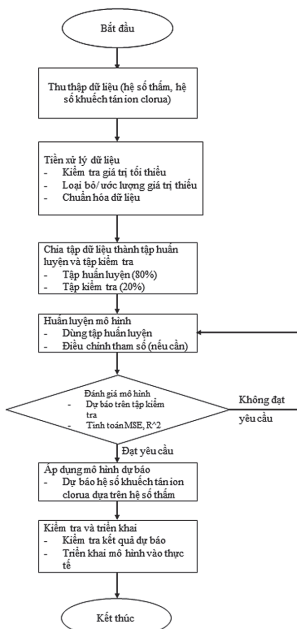 Bắt đầu
Thu thập dữ liệu (hệ số thấm, hệ
số khuếch tán ion clorua)
Tiền xử lý dữ liệu
- Kiểm tra giá trị tối thiểu
- Loại bỏ/ ước lượng giá trị thiếu
- Chuẩn hóa dữ liệu
Chia tập dữ liệu thành tập huấn
luyện và tập kiểm tra
- Tập huấn luyện (80%)
- Tập kiểm tra (20%)
Huấn luyện mô hình
- Dùng tập huấn luyện
- Điều chỉnh tham số (nếu cần)
Đánh giá mô hình
- Dự báo trên tập kiểm
tra
- Tính toán MSE, R^2
Không đạt
yêu cầu
Đạt yêu cầu
Áp dụng mô hình dự báo
- Dự báo hệ số khuếch tán ion
clorua dựa trên hệ số thấm
Kiểm tra và triển khai
- Kiểm tra kết quả dự báo
- Triển khai mô hình vào thực
tế
Kết thúc